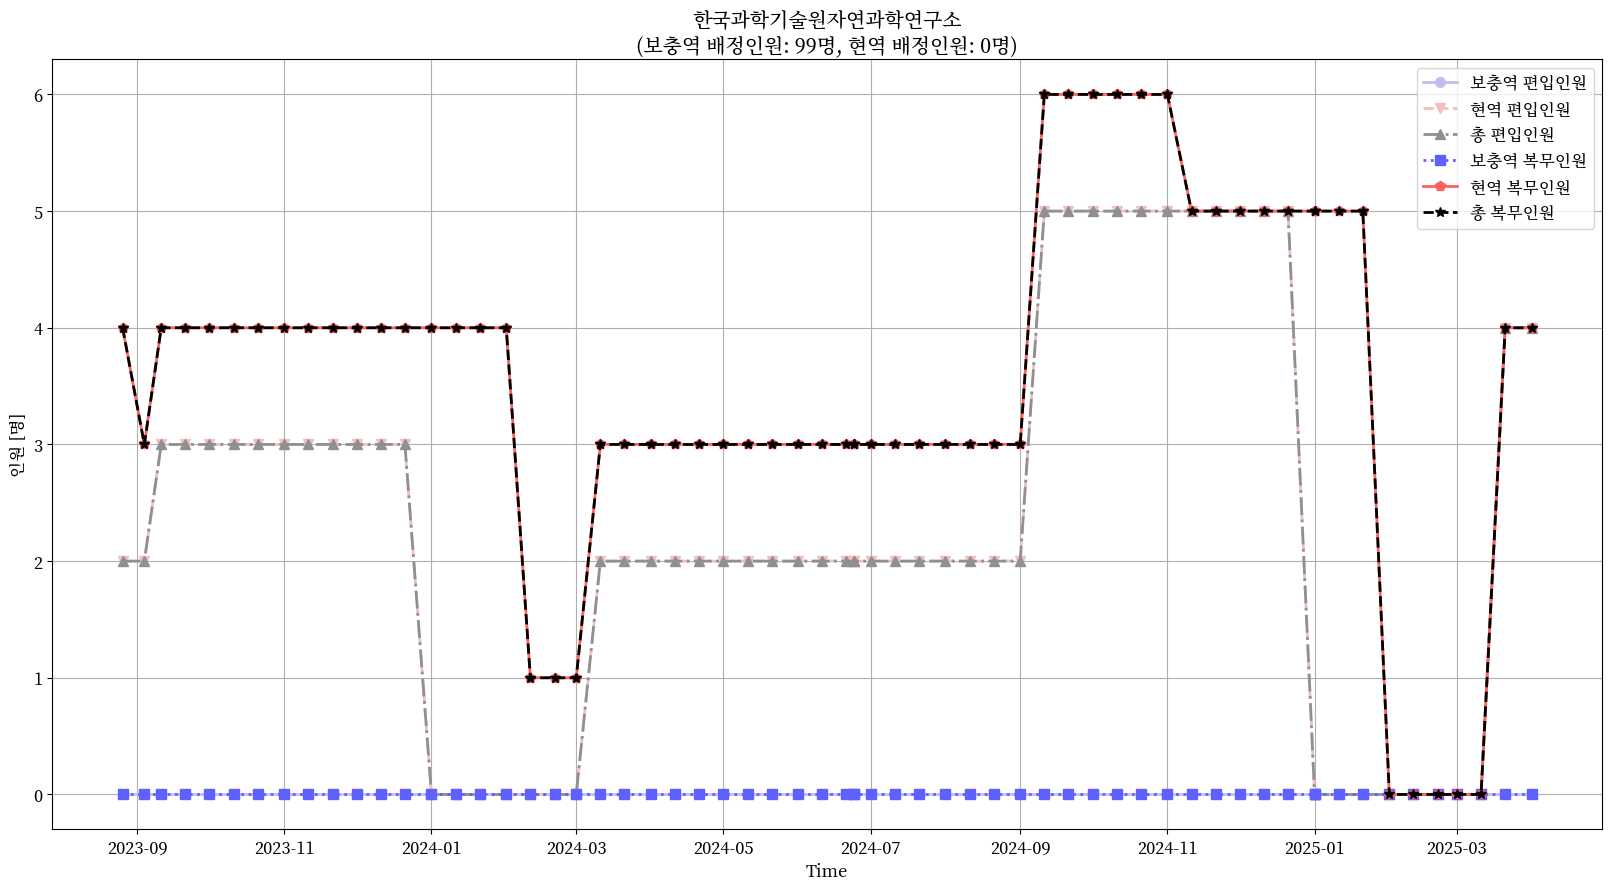 한국과학기술원자연과학연구소
(보충역 배정인원: 99명, 현역 배정인원: 0명)
보충역 편입인원
현역 편입인원
총 편입인원
보충역 복무인원
현역 복무인원
총 복무인원
인원 [명]
6
5
4
3
2
1
0
2023-09
2023-11
2024-01
2024-03
2024-05
2024-07
2024-09
2024-11
2025-01
2025-03
Time